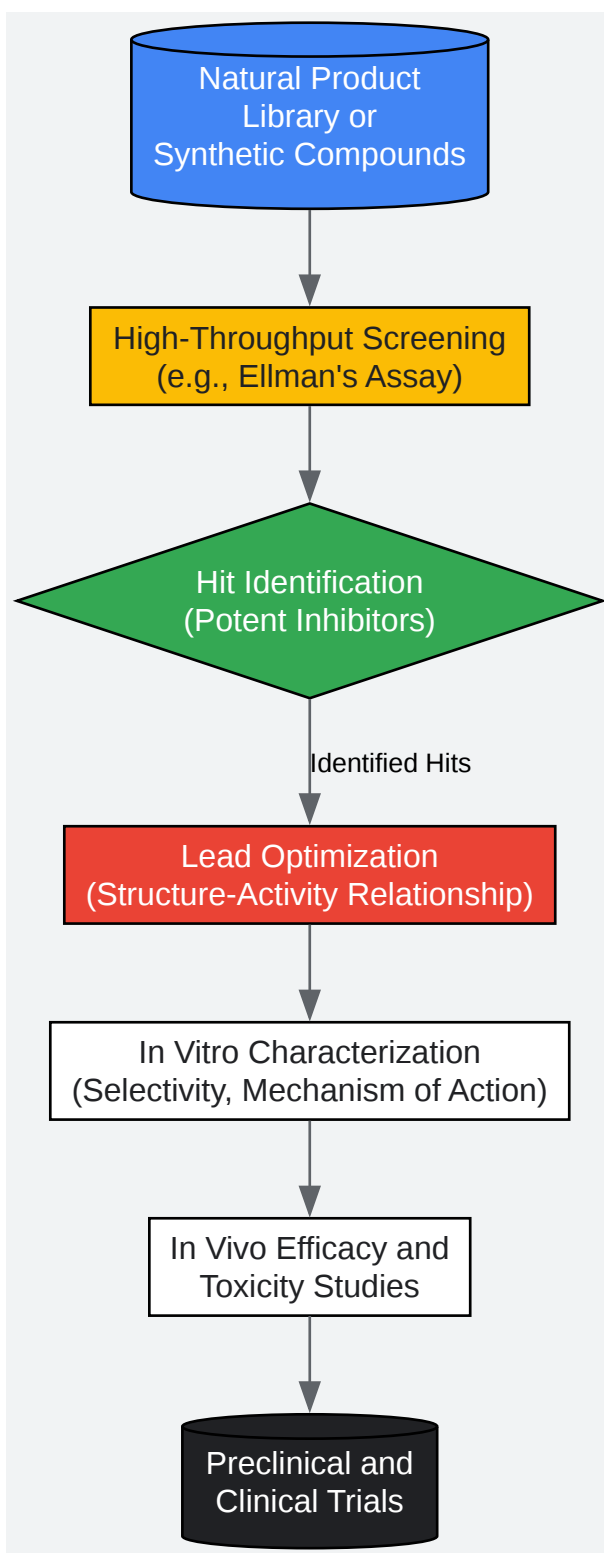 Natural Product
Library or
Synthetic Compounds
High-Throughput Screening
(e.g., Ellman's Assay)
Hit Identification
(Potent Inhibitors)
Identified Hits
Lead Optimization
(Structure-Activity Relationship)
In Vitro Characterization
(Selectivity, Mechanism of Action)
In Vivo Efficacy and
Toxicity Studies
Preclinical and
Clinical Trials